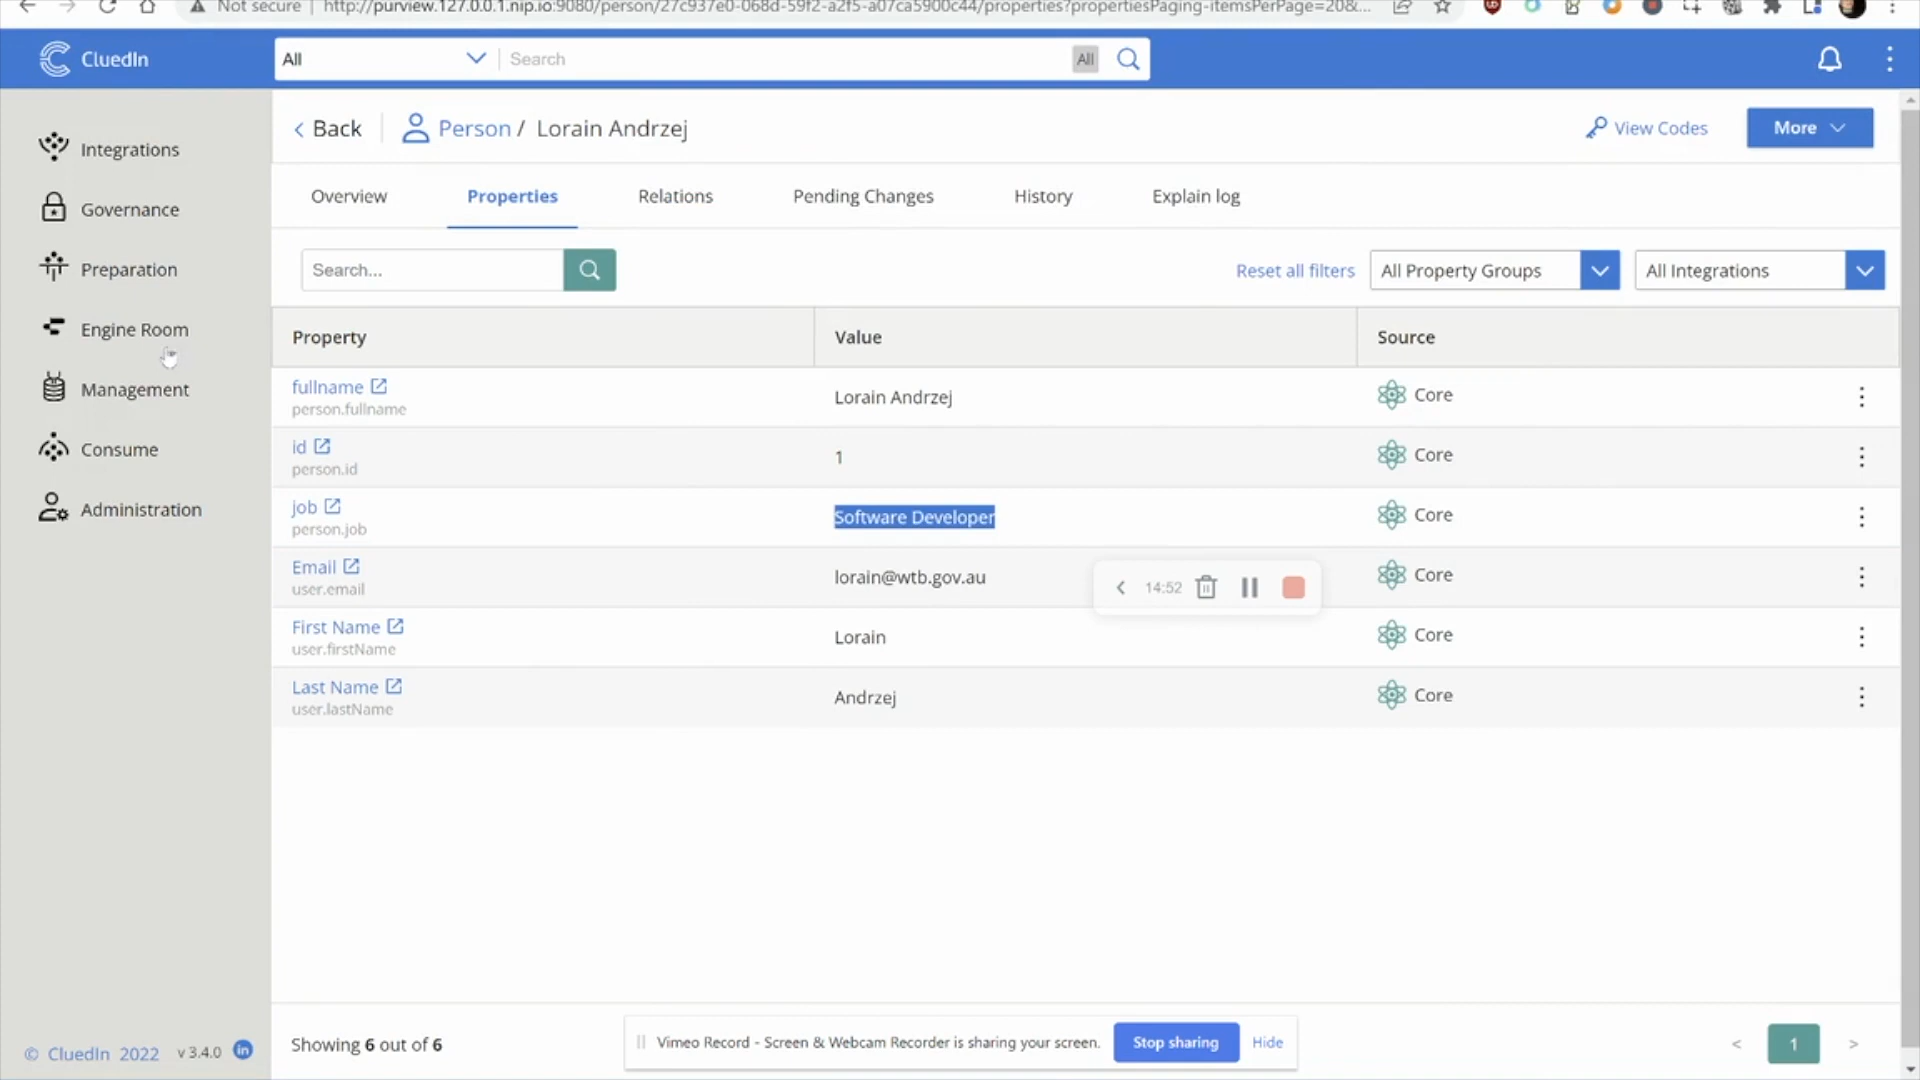 Not secure
http://purview.127.0.0.1.nip.io:9080/person/27c937e0-068d-59f2-a2f5-a07ca5900c44/properties?propertiesPaging-itemsPerPage=20&...
CluedIn
All
Search
All
Integrations
Governance
Preparation
Engine Room
Management
Consume
Administration
Back
Person / Lorain Andrzej
View Codes
More
Overview
Properties
Relations
Pending Changes
History
Explain log
Search...
Reset all filters
All Property Groups
All Integrations
Property
Value
Source
fullname
person.fullname
Lorain Andrzej
Core
id
person.id
1
Core
job
person.job
Software Developer
Core
Email
user.email
lorain@wtb.gov.au
14:52
Core
First Name
user.firstName
Lorain
Core
Last Name
user.lastName
Andrzej
Core
© CluedIn 2022 v 3.4.0 in
Showing 6 out of 6
Vimeo Record - Screen & Webcam Recorder is sharing your screen.
Stop sharing
Hide
< 1 >